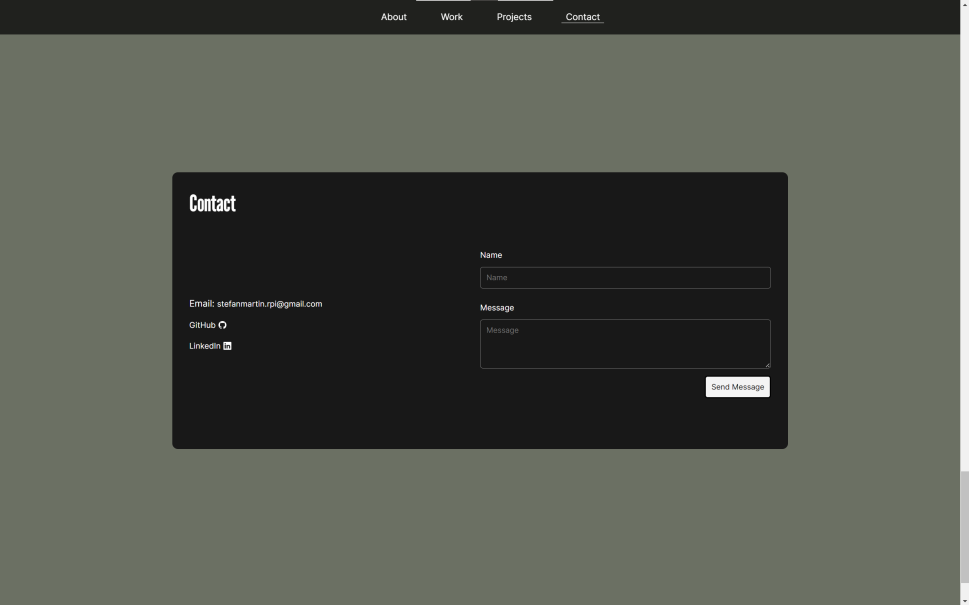 About Work Projects Contact
Contact
Email: stefanmartin.rpi@gmail.com
GitHub
LinkedIn
Name
Name
Message
Message
Send Message